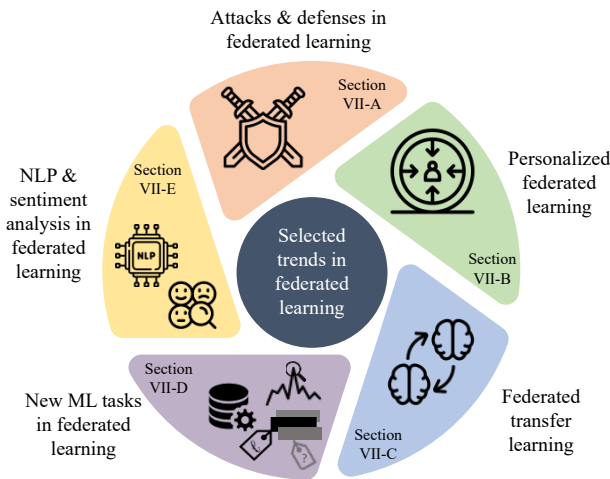 Attacks & defenses in
federated learning
Section
VII-A
Personalized
federated
learning
Section
VII-B
Federated
transfer
learning
Section
VII-C
New ML tasks
in federated
learning
Section
VII-D
?
NLP &
sentiment
analysis in
federated
learning
Section
VII-E
NLP
Selected
trends in
federated
learning